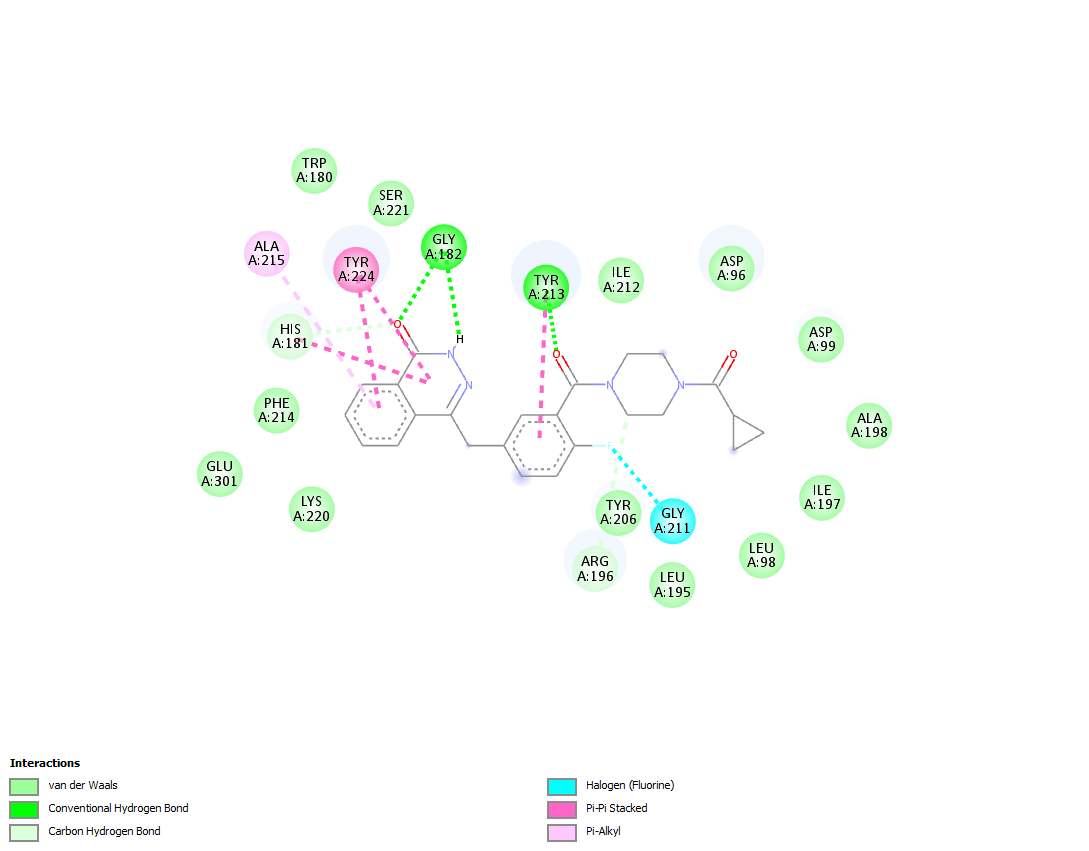 TRP
A:180
SER
A:221
GLY
A:182
ALA
A:215
TYR
A:224
TYR
A:213
ILE
A:212
ASP
A:96
HIS
A:181
O
H
N
N
O
N
N
O
F
ASP
A:99
PHE
A:214
ALA
A:198
GLU
A:301
LYS
A:220
TYR
A:206
GLY
A:211
ILE
A:197
ARG
A:196
LEU
A:195
LEU
A:98
Interactions
van der Waals
Conventional Hydrogen Bond
Carbon Hydrogen Bond
Halogen (Fluorine)
Pi-Pi Stacked
Pi-Alkyl